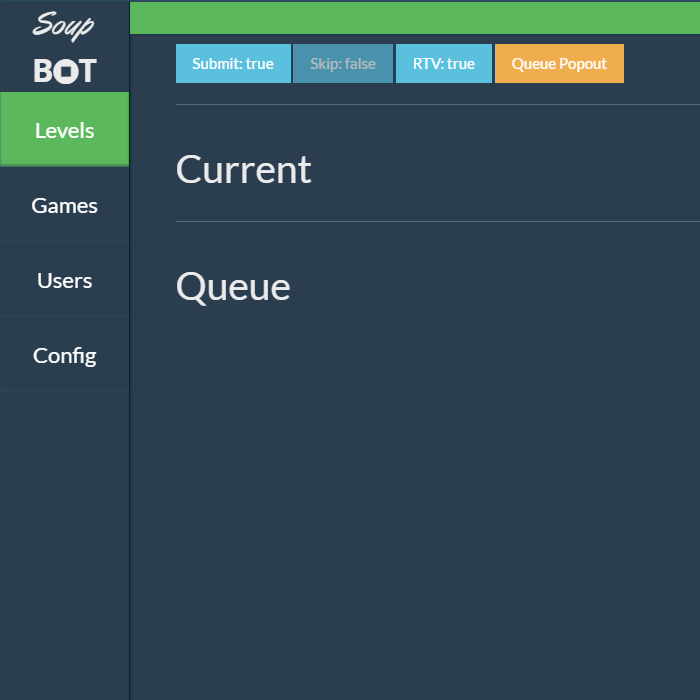 Soup
BOT
Levels
Games
Users
Config
Submit: true
Skip: false
RTV: true
Queue Popout
Current
Queue